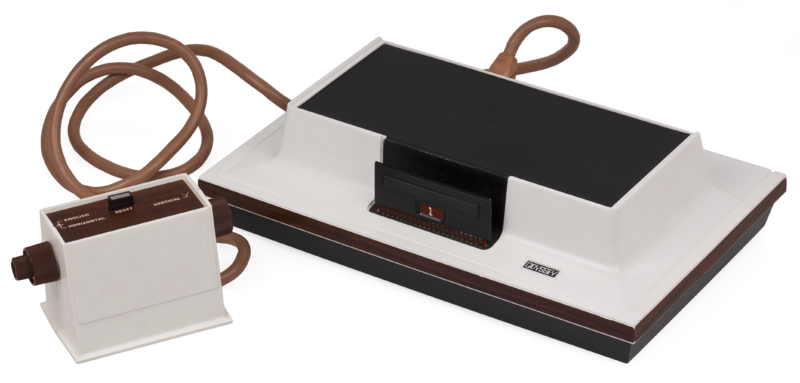 ENGLISH
HORIZONTAL
RESET
VERTICAL
1
ODYSSEY